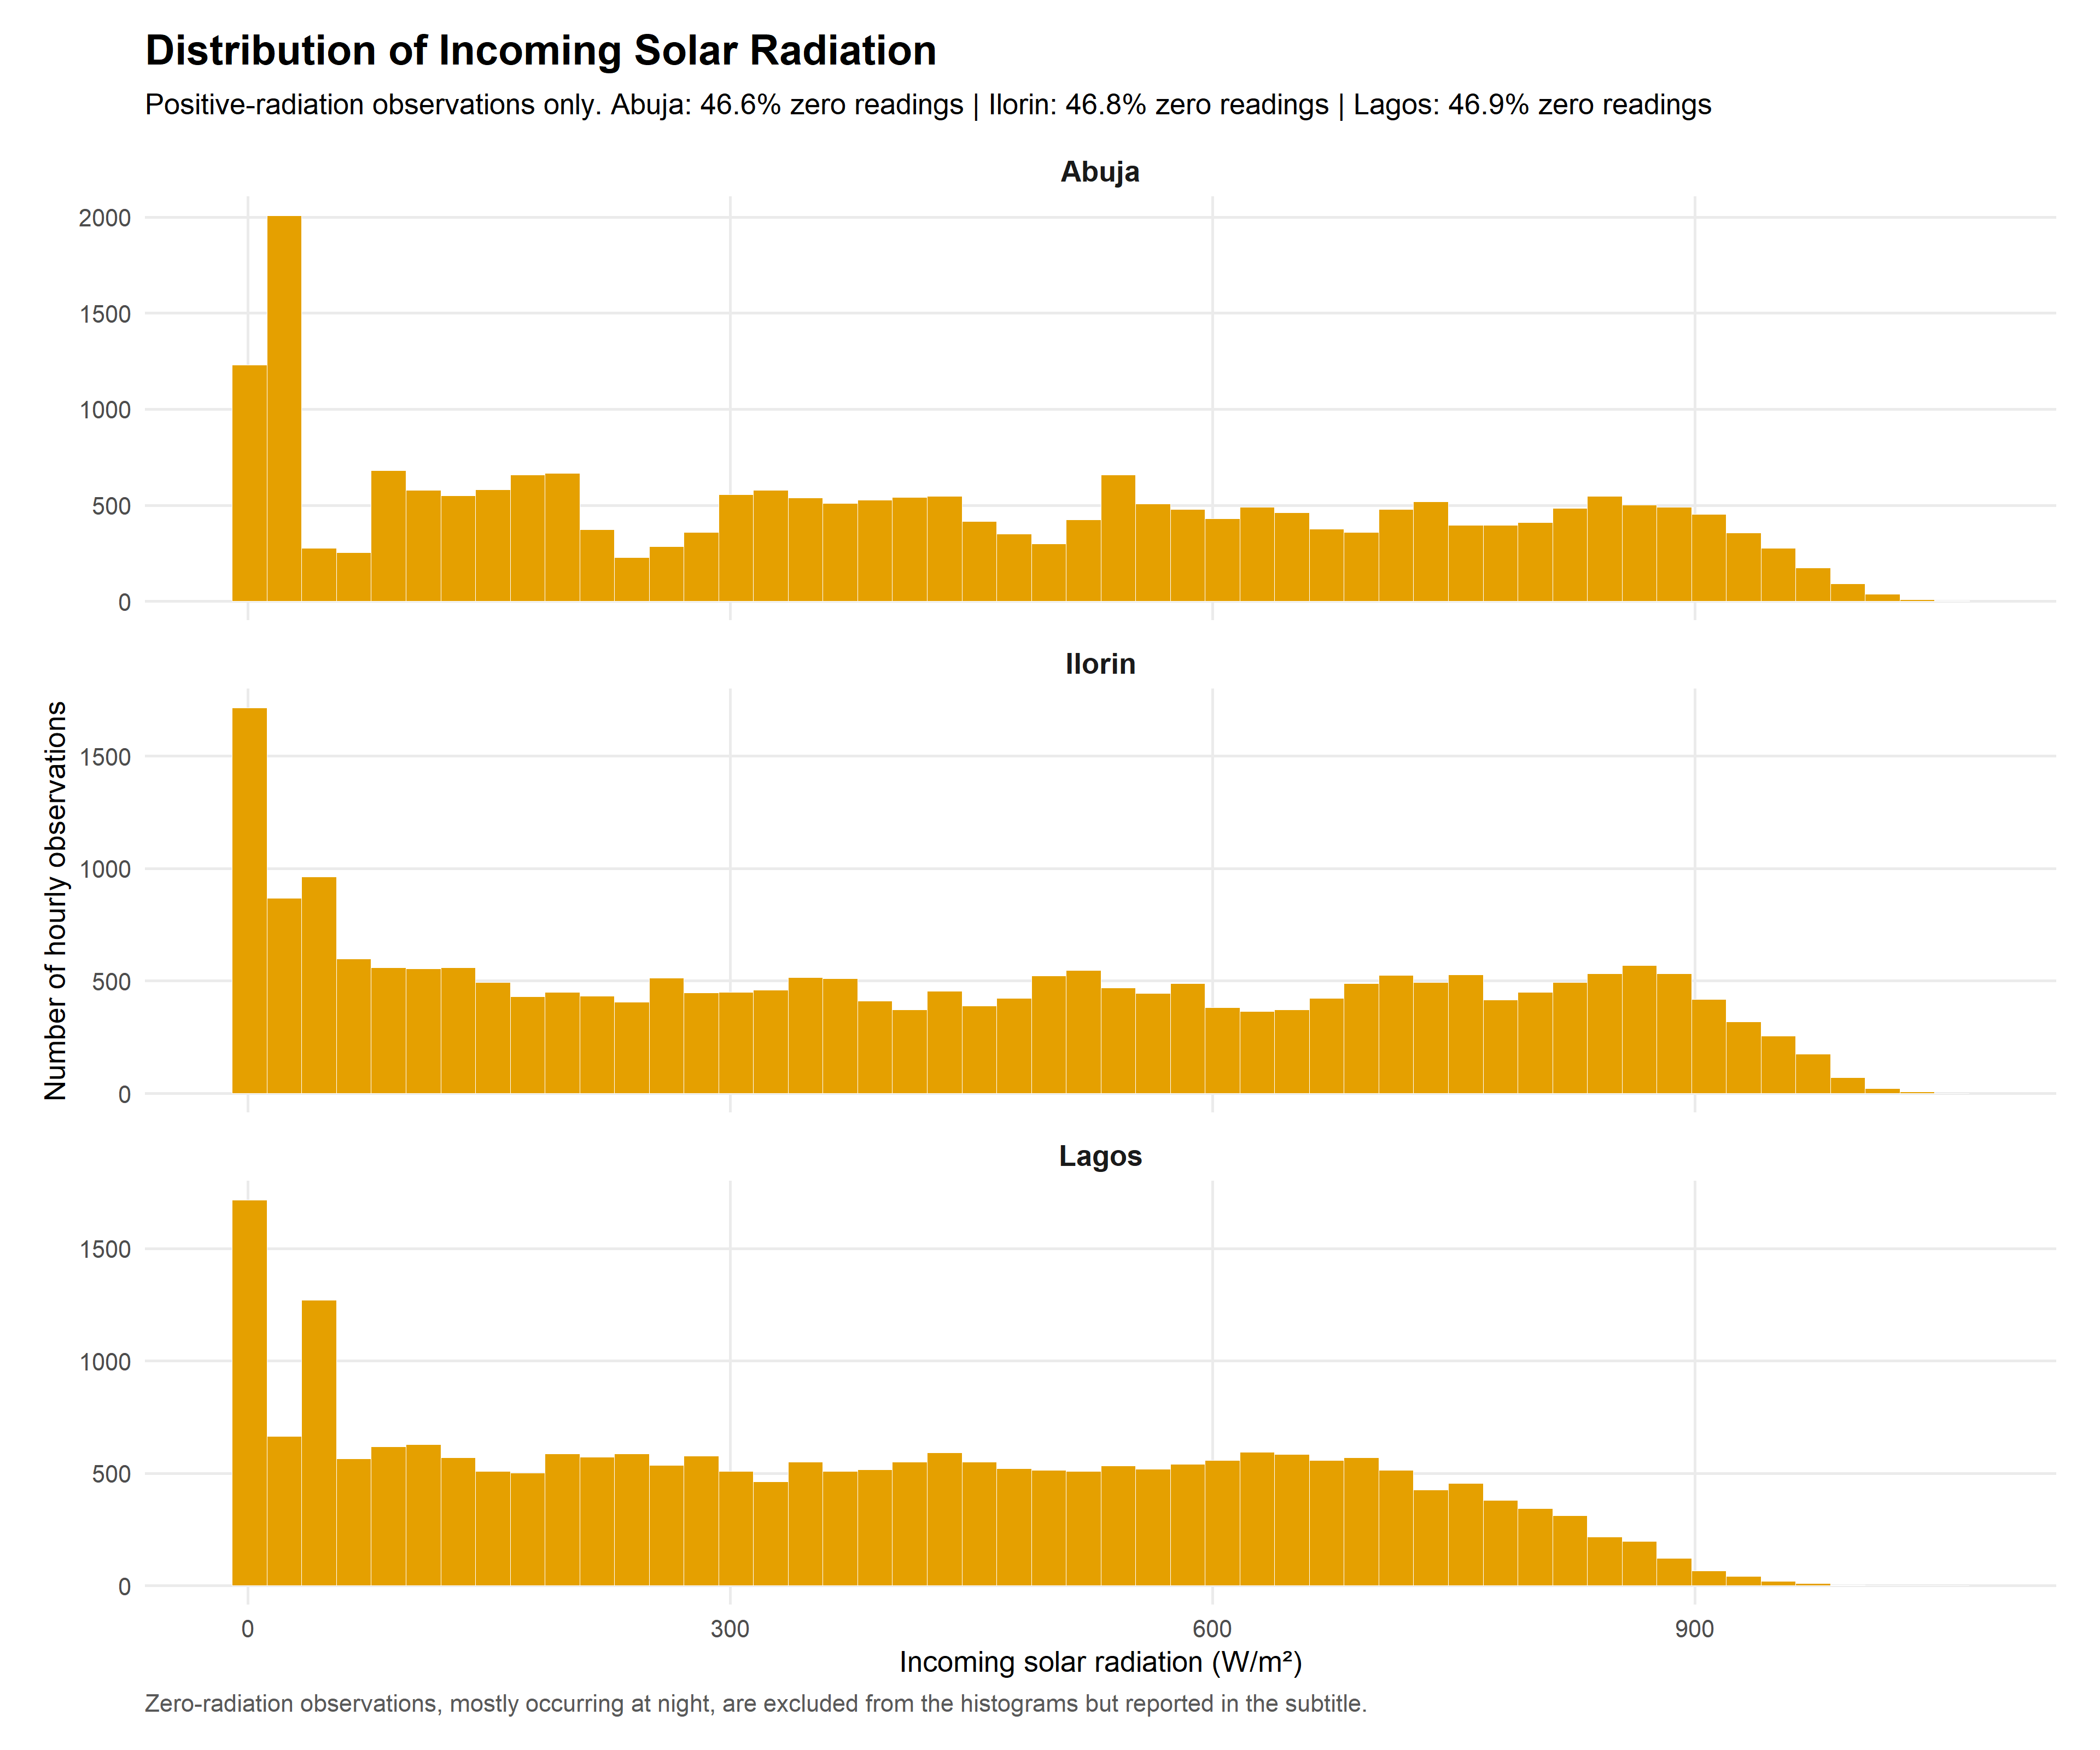 Distribution of Incoming Solar Radiation
Positive-radiation observations only. Abuja: 46.6% zero readings | Ilorin: 46.8% zero readings | Lagos: 46.9% zero readings
Abuja
2000
1500
1000
500
0
Ilorin
Number of hourly observations
1500
1000
500
0
Lagos
1500
1000
500
0
0 300 600 900
Incoming solar radiation (W/m²)
Zero-radiation observations, mostly occurring at night, are excluded from the histograms but reported in the subtitle.